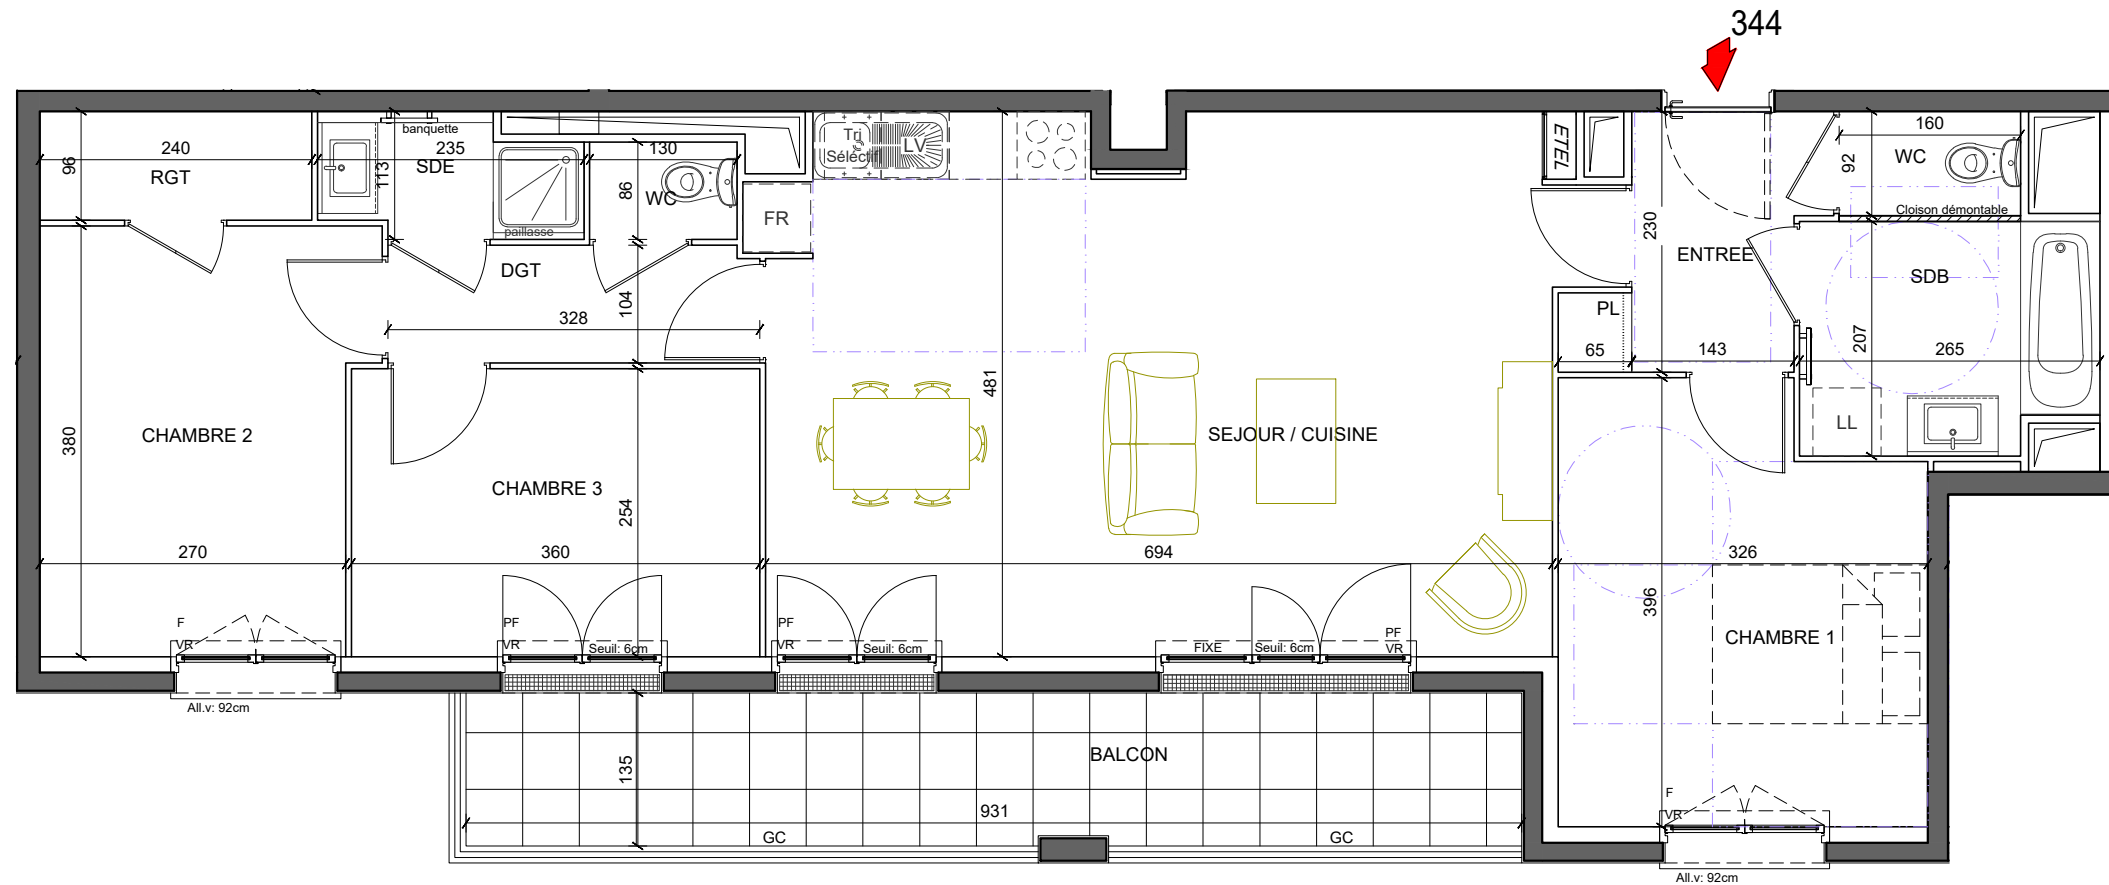 344
banquette
240
235
130
160
Tri
Séléctif
LV
ETEL
96
RGT
113
SDE
86
WC
92
WC
FR
Cloison démontable
paillasse
230
ENTREE
DGT
SDB
104
328
PL
65
143
207
265
481
LL
380
CHAMBRE 2
SEJOUR / CUISINE
CHAMBRE 3
254
270
360
694
326
396
F
VR
PF
VR
Seuil: 6cm
PF
VR
Seuil: 6cm
FIXE
Seuil: 6cm
PF
VR
CHAMBRE 1
All.v: 92cm
135
BALCON
931
GC
GC
F
VR
All.v: 92cm